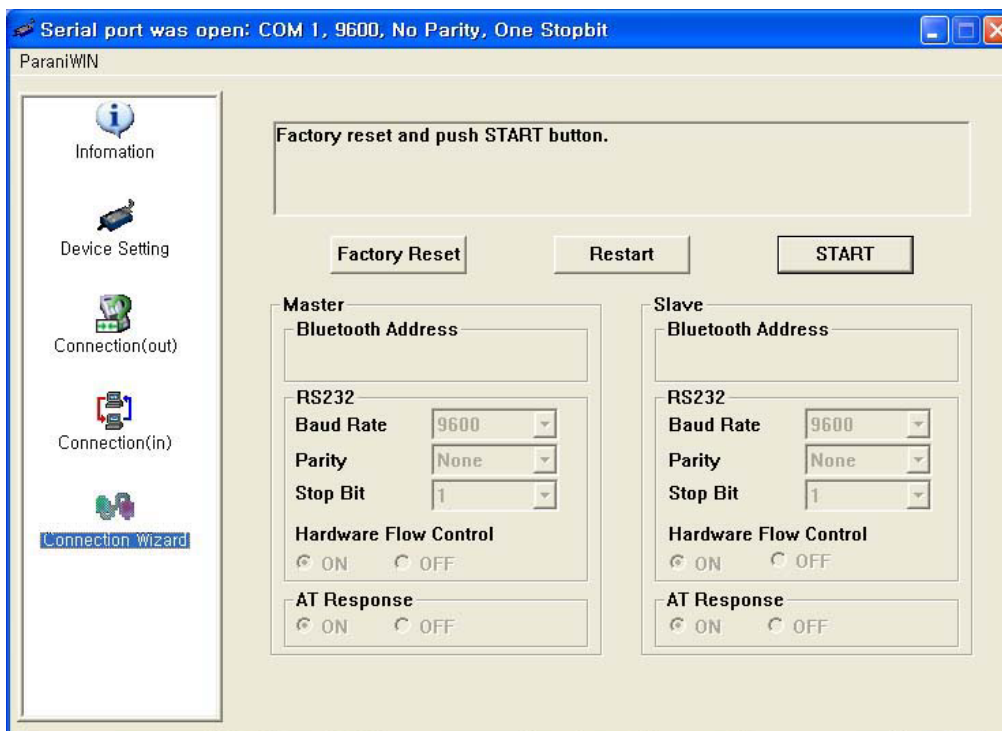 Serial port was open: COM 1, 9600, No Parity, One Stopbit
ParaniWIN
Infomation
Device Setting
Connection(out)
Connection(in)
Connection Wizard
Factory reset and push START button.
Factory Reset Restart START
Master
Bluetooth Address
RS232
Baud Rate 9600
Parity None
Stop Bit 1
Hardware Flow Control
ON OFF
AT Response
ON OFF
Slave
Bluetooth Address
RS232
Baud Rate 9600
Parity None
Stop Bit 1
Hardware Flow Control
ON OFF
AT Response
ON OFF